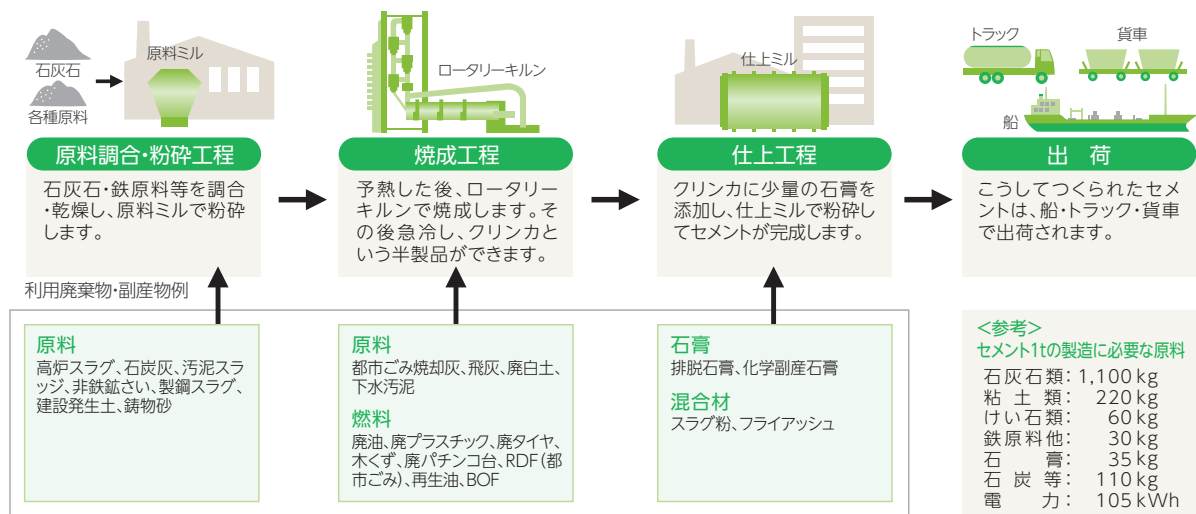 石灰石
各種原料
原料ミル
原料調合・粉砕工程
石灰石・鉄原料等を調合
・乾燥し、原料ミルで粉砕
します。
ロータリーキルン
焼成工程
予熱した後、ロータリー
キルンで焼成します。そ
の後急冷し、クリンカと
いう半製品ができます。
仕上ミル
仕上工程
クリンカに少量の石膏を
添加し、仕上ミルで粉砕し
てセメントが完成します。
トラック
貨車
船
出 荷
こうしてつくられたセメ
ントは、船・トラック・貨車
で出荷されます。
利用廃棄物・副産物例
原料
高炉スラグ、石炭灰、汚泥スラ
ッジ、非鉄鉱さい、製鋼スラグ、
建設発生土、鋳物砂
原料
都市ごみ焼却灰、飛灰、廃白土、
下水汚泥
燃料
廃油、廃プラスチック、廃タイヤ、
木くず、廃パチンコ台、RDF(都
市ごみ)、再生油、BOF
石膏
排脱石膏、化学副産石膏
混合材
スラグ粉、フライアッシュ
<参考>
セメント1tの製造に必要な原料
石灰石類:1,100kg
粘土類:220kg
けい石類:60kg
鉄原料他:30kg
石膏:35kg
石炭等:110kg
電力:105kWh